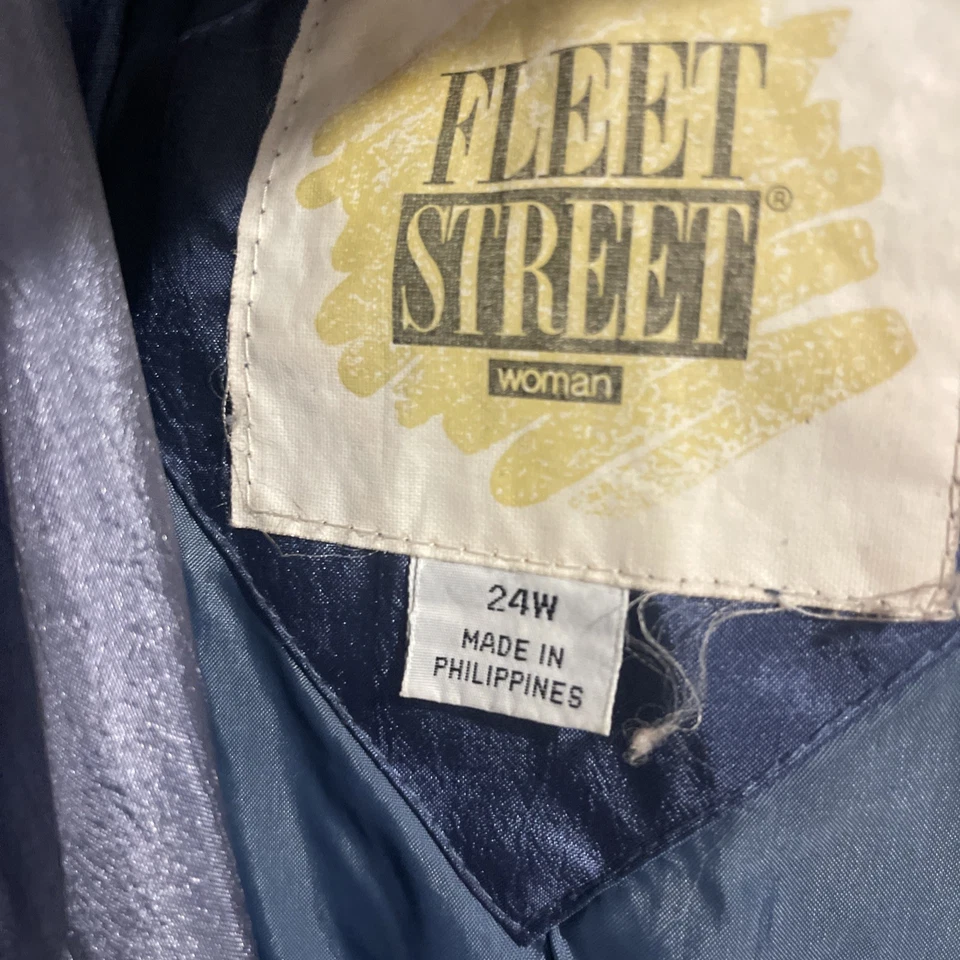 FLEET
STREET®
woman
24W
MADE IN
PHILIPPINES